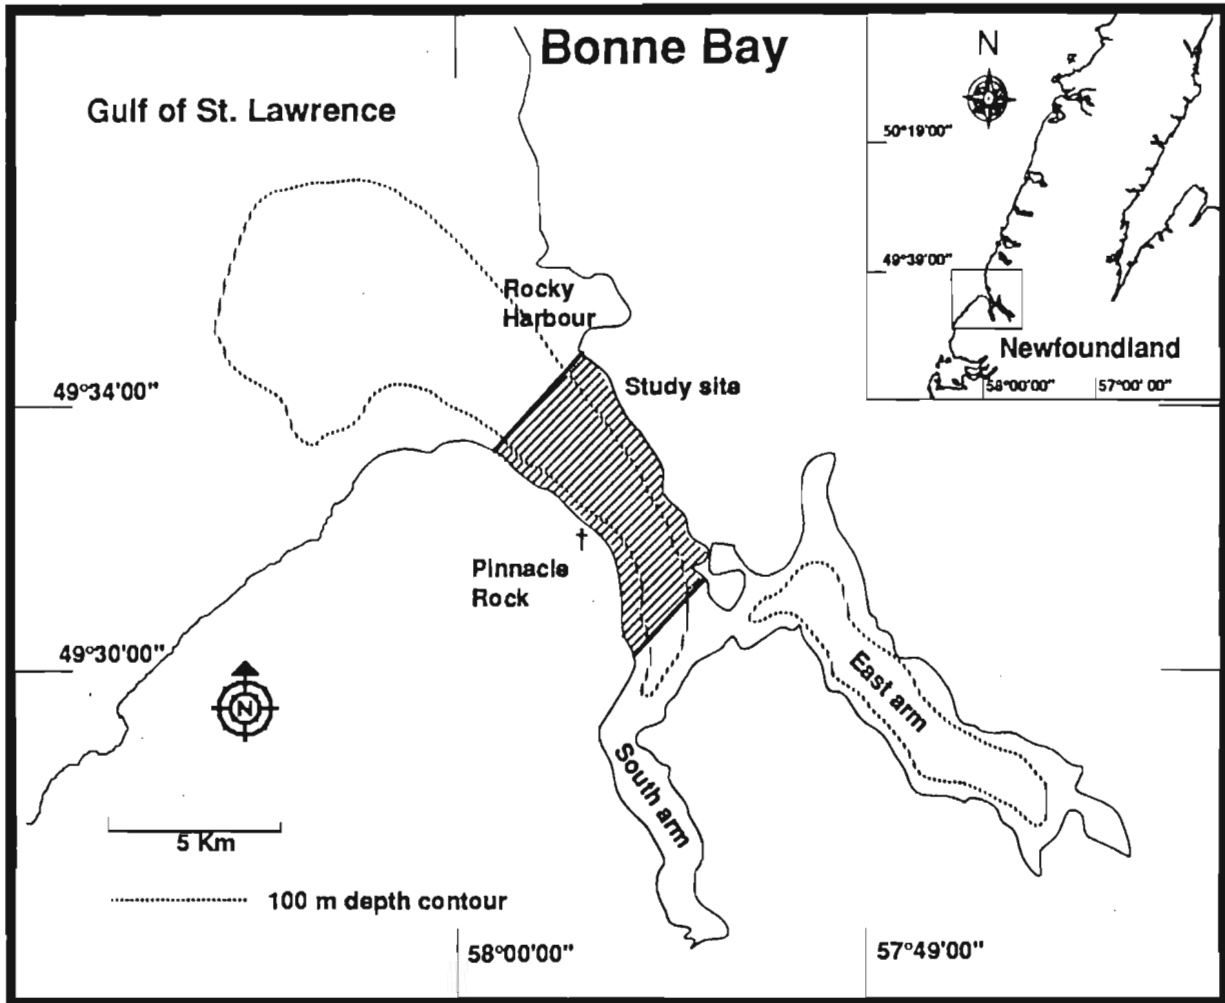 Bonne Bay
Gulf of St. Lawrence
N
50°19'00"
49°39'00"
Newfoundland
58°00'00"
57°00' 00"
Rocky
Harbour
49°34'00"
Study site
Pinnacle
Rock
49°30'00"
East arm
N
South arm
5 Km
100 m depth contour
58°00'00"
57°49'00"